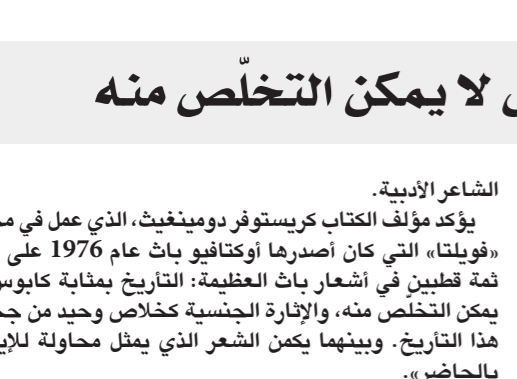 لا يمكن التخلّص منه
الشاعر الأدبية.
يؤكد مؤلف الكتاب كريستوفر دومينغيث، الذي عمل في
«فويلتا» التي كان أصدرها أوكتافيو باث عام 1976 على
ثمة قطبين في أشعار باث العظيمة: التأريخ بمثابة كابوس
يمكن التخلّص منه، والإثارة الجنسية كخلاص وحيد من
هذا التأريخ. وبينهما يكمن الشعر الذي يمثل محاولة
بالحاضر».